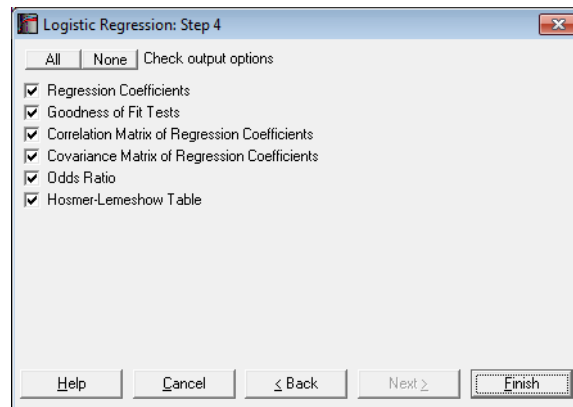 Logistic Regression: Step 4
All None Check output options
Regression Coefficients
Goodness of Fit Tests
Correlation Matrix of Regression Coefficients
Covariance Matrix of Regression Coefficients
Odds Ratio
Hosmer-Lemeshow Table
Help Cancel < Back Next > Finish